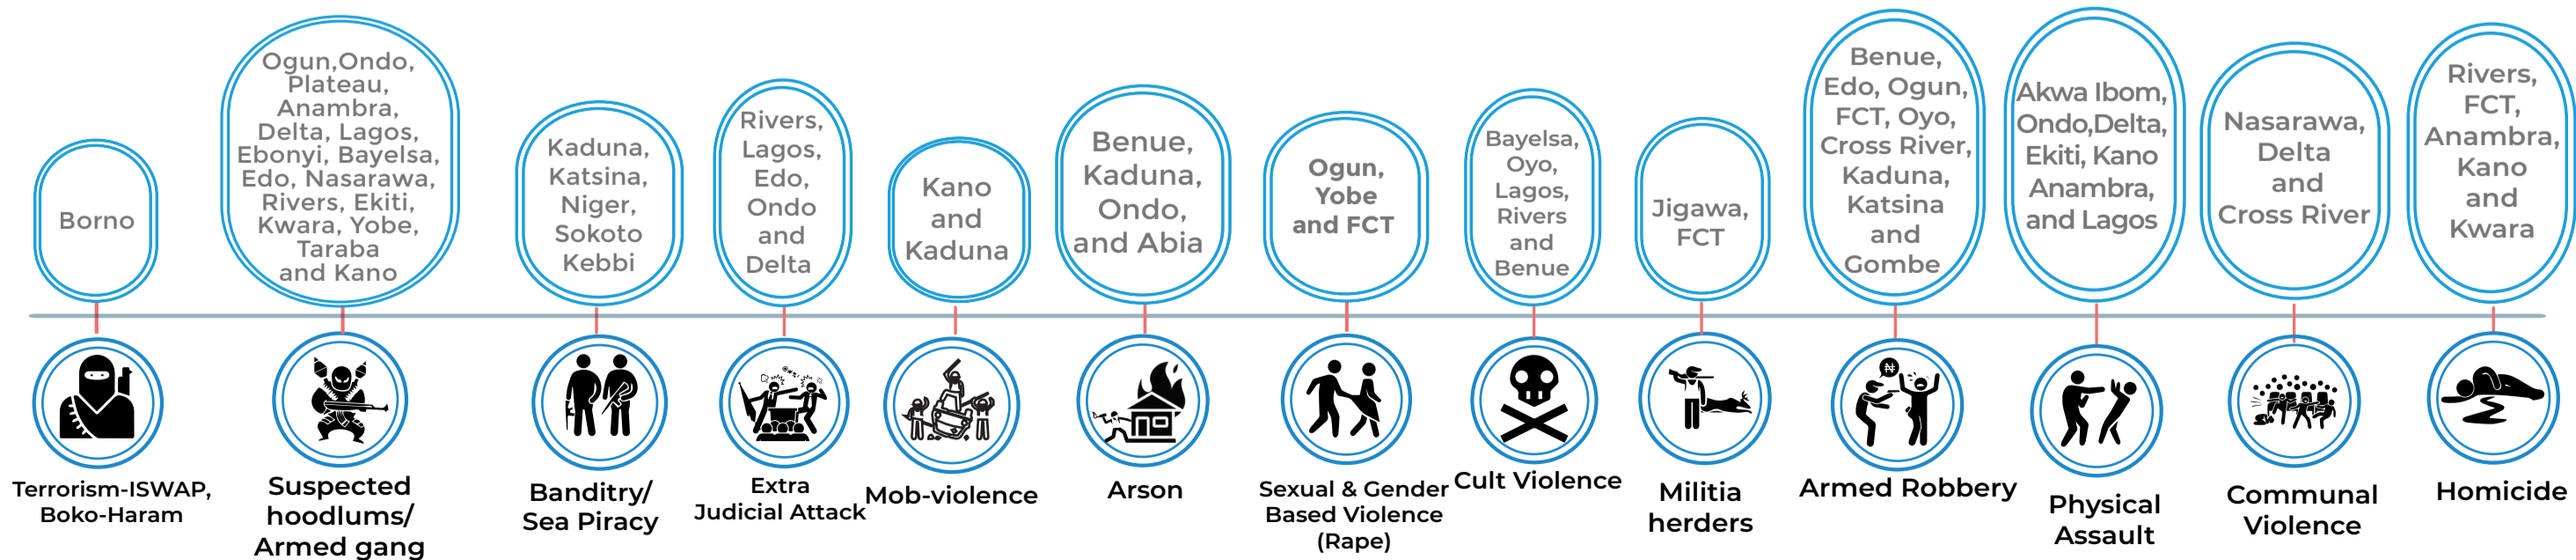 Borno
Ogun,Ondo,
Plateau,
Anambra,
Delta, Lagos,
Ebonyi, Bayelsa,
Edo, Nasarawa,
Rivers, Ekiti,
Kwara, Yobe,
Taraba
and Kano
Kaduna,
Katsina,
Niger,
Sokoto
Kebbi
Rivers,
Lagos,
Edo,
Ondo
and
Delta
Kano
and
Kaduna
Benue,
Kaduna,
Ondo,
and Abia
Ogun,
Yobe
and FCT
Bayelsa,
Oyo,
Lagos,
Rivers
and
Benue
Jigawa,
FCT
Benue,
Edo, Ogun,
FCT, Oyo,
Cross River,
Kaduna,
Katsina
and
Gombe
Akwa Ibom,
Ondo,Delta,
Ekiti, Kano
Anambra,
and Lagos
Nasarawa,
Delta
and
Cross River
Rivers,
FCT,
Anambra,
Kano
and
Kwara
₦
Terrorism-ISWAP,
Boko-Haram
Suspected
hoodlums/
Armed gang
Banditry/
Sea Piracy
Extra
Judicial Attack
Mob-violence
Arson
Sexual & Gender
Based Violence
(Rape)
Cult Violence
Militia
herders
Armed Robbery
Physical
Assault
Communal
Violence
Homicide